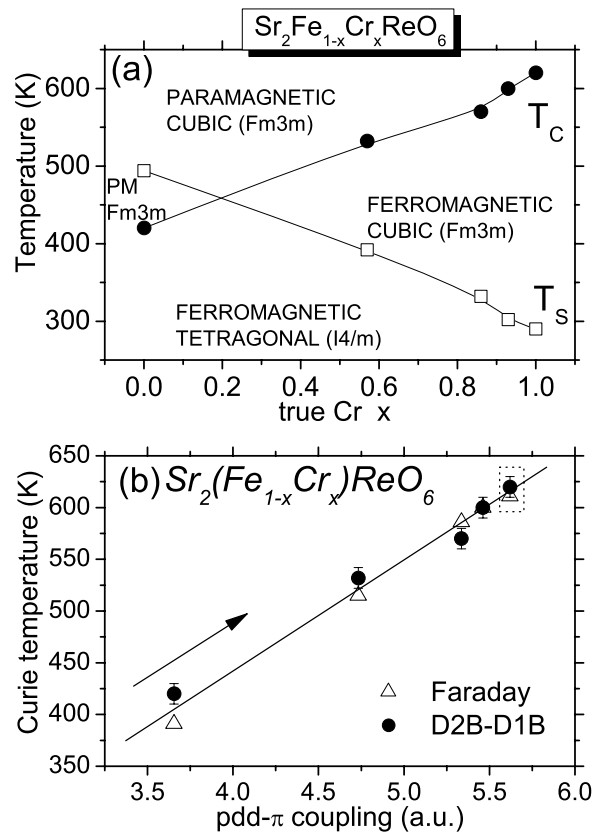 Sr2Fe1-xCrxReO6
(a)
PARAMAGNETIC
CUBIC (Fm3m)
TC
PM
Fm3m
FERROMAGNETIC
CUBIC (Fm3m)
FERROMAGNETIC
TETRAGONAL (I4/m)
TS
Temperature (K)
600
500
400
300
0.0 0.2 0.4 0.6 0.8 1.0
true Cr x
(b) Sr2(Fe1-xCrx)ReO6
Curie temperature (K)
650
600
550
500
450
400
350
Faraday
D2B-D1B
3.5 4.0 4.5 5.0 5.5 6.0
pdd-π coupling (a.u.)